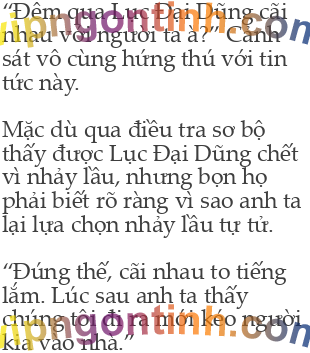 “Đêm qua Lục Đại Dũng cãi
nhau với người ta à?” Cảnh
sát vô cùng hứng thú với tin
tức này.
Mặc dù qua điều tra sơ bộ
thấy được Lục Đại Dũng chết
vì nhảy lầu, nhưng bọn họ
phải biết rõ ràng vì sao anh ta
lại lựa chọn nhảy lầu tự tử.
“Đúng thế, cãi nhau to tiếng
lắm. Lúc sau anh ta thấy
chúng tôi đi ra mới kéo người
kia vào nhà.”
vipngontinh.com
vipngontinh.com